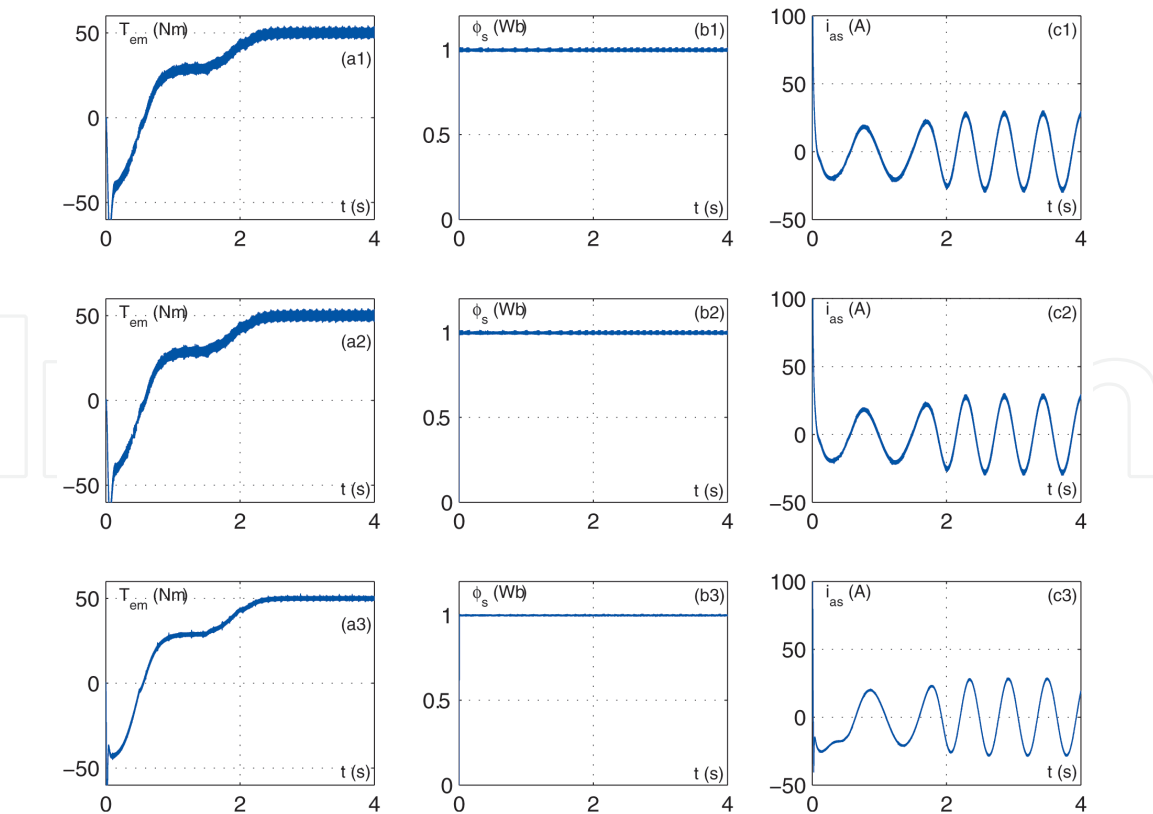 T_em (Nm)
(a1)
50
0
−50
t (s)
0 2 4
ϕ_s (Wb)
(b1)
1
0.5
0
t (s)
0 2 4
i_as (A)
(c1)
100
50
0
−50
t (s)
0 2 4
T_em (Nm)
(a2)
50
0
−50
t (s)
0 2 4
ϕ_s (Wb)
(b2)
1
0.5
0
t (s)
0 2 4
i_as (A)
(c2)
100
50
0
−50
t (s)
0 2 4
T_em (Nm)
(a3)
50
0
−50
t (s)
0 2 4
ϕ_s (Wb)
(b3)
1
0.5
0
t (s)
0 2 4
i_as (A)
(c3)
100
50
0
−50
t (s)
0 2 4